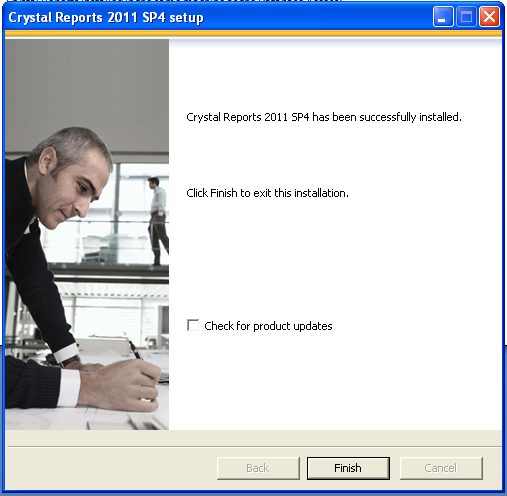 Crystal Reports 2011 SP4 setup
Crystal Reports 2011 SP4 has been successfully installed.
Click Finish to exit this installation.
Check for product updates
Back
Finish
Cancel